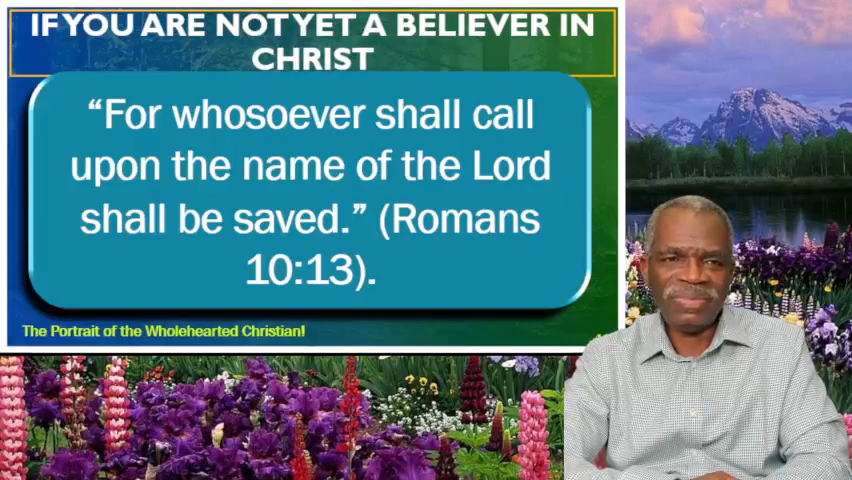 IF YOU ARE NOT YET A BELIEVER IN
CHRIST
“For whosoever shall call
upon the name of the Lord
shall be saved.” (Romans
10:13).
The Portrait of the Wholehearted Christian!